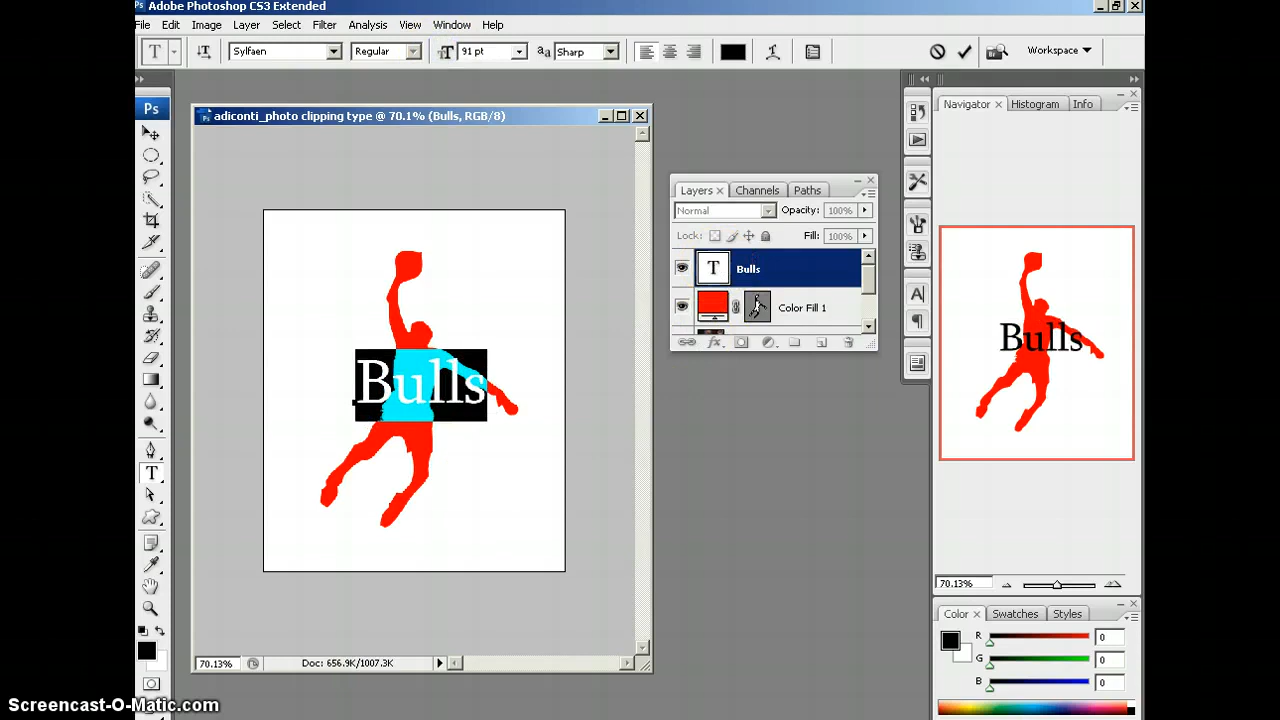 Adobe Photoshop CS3 Extended
File Edit Image Layer Select Filter Analysis View Window Help
T Sylfaen Regular 91 pt Sharp Workspace
adiconti_photo clipping type @ 70.1% (Bulls, RGB/8)
Bulls
70.13% Doc: 656.9K/1007.3K
Layers Channels Paths
Normal Opacity: 100%
Lock: Fill: 100%
T Bulls
Color Fill 1
Navigator Histogram Info
Bulls
70.13%
Color Swatches Styles
R 0
G 0
B 0
Screencast-O-Matic.com